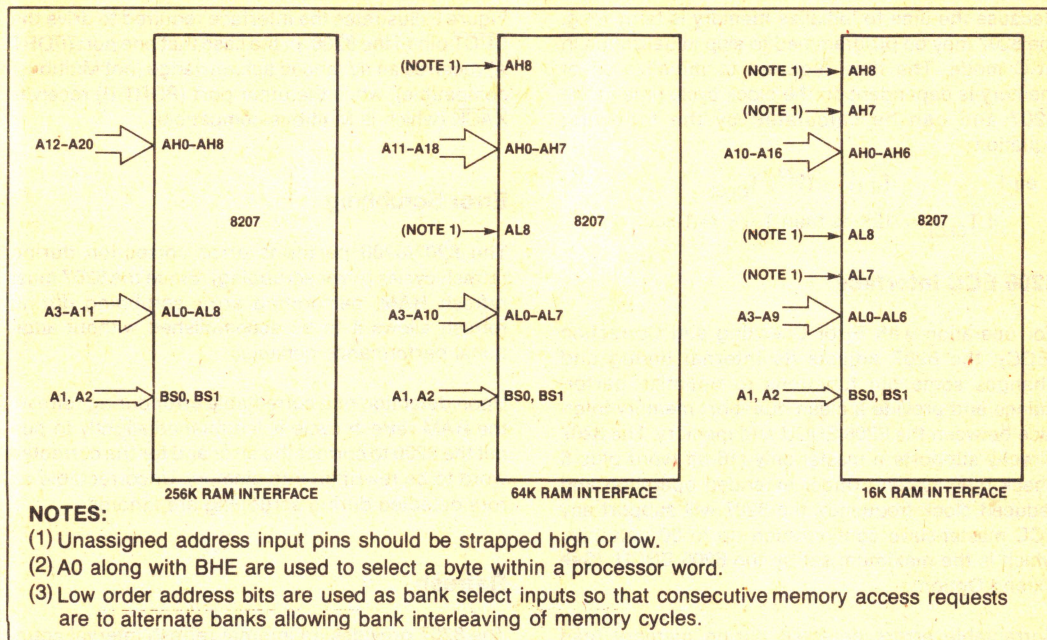 (NOTE 1) AH8
A12–A20 AH0–AH8
8207
A3–A11 AL0–AL8
A1, A2 BS0, BS1
256K RAM INTERFACE
(NOTE 1) AH8
A11–A18 AH0–AH7
8207
(NOTE 1) AL8
A3–A10 AL0–AL7
A1, A2 BS0, BS1
64K RAM INTERFACE
(NOTE 1) AH8
(NOTE 1) AH7
A10–A16 AH0–AH6
8207
(NOTE 1) AL8
(NOTE 1) AL7
A3–A9 AL0–AL6
A1, A2 BS0, BS1
16K RAM INTERFACE
NOTES:
(1) Unassigned address input pins should be strapped high or low.
(2) A0 along with BHE are used to select a byte within a processor word.
(3) Low order address bits are used as bank select inputs so that consecutive memory access requests
are to alternate banks allowing bank interleaving of memory cycles.